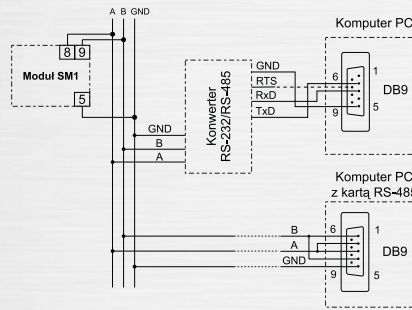 A B GND
Komputer PC
8 9
Moduł SM1
5
Konwerter
RS-232/RS-485
GND
RTS
RxD
TxD
6
1
9
5
DB9
GND
B
A
Komputer PC
z kartą RS-485
B
A
GND
6
1
9
5
DB9